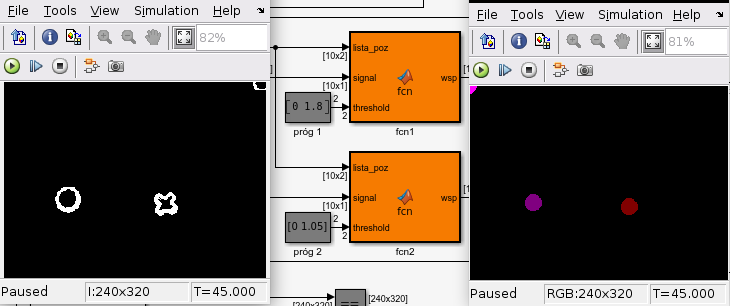 File Tools View Simulation Help
82%
Paused I:240x320 T=45.000
lista_poz
[10x2]
signal fcn wsp
[10x1]
[0 1.8] 2 threshold
2
próg 1 fcn1
lista_poz
[10x2]
signal fcn wsp
[10x1]
[0 1.05] 2 threshold
2
próg 2 fcn2
[240x320] == [240x320]
File Tools View Simulation Help
81%
Paused RGB:240x320 T=45.000